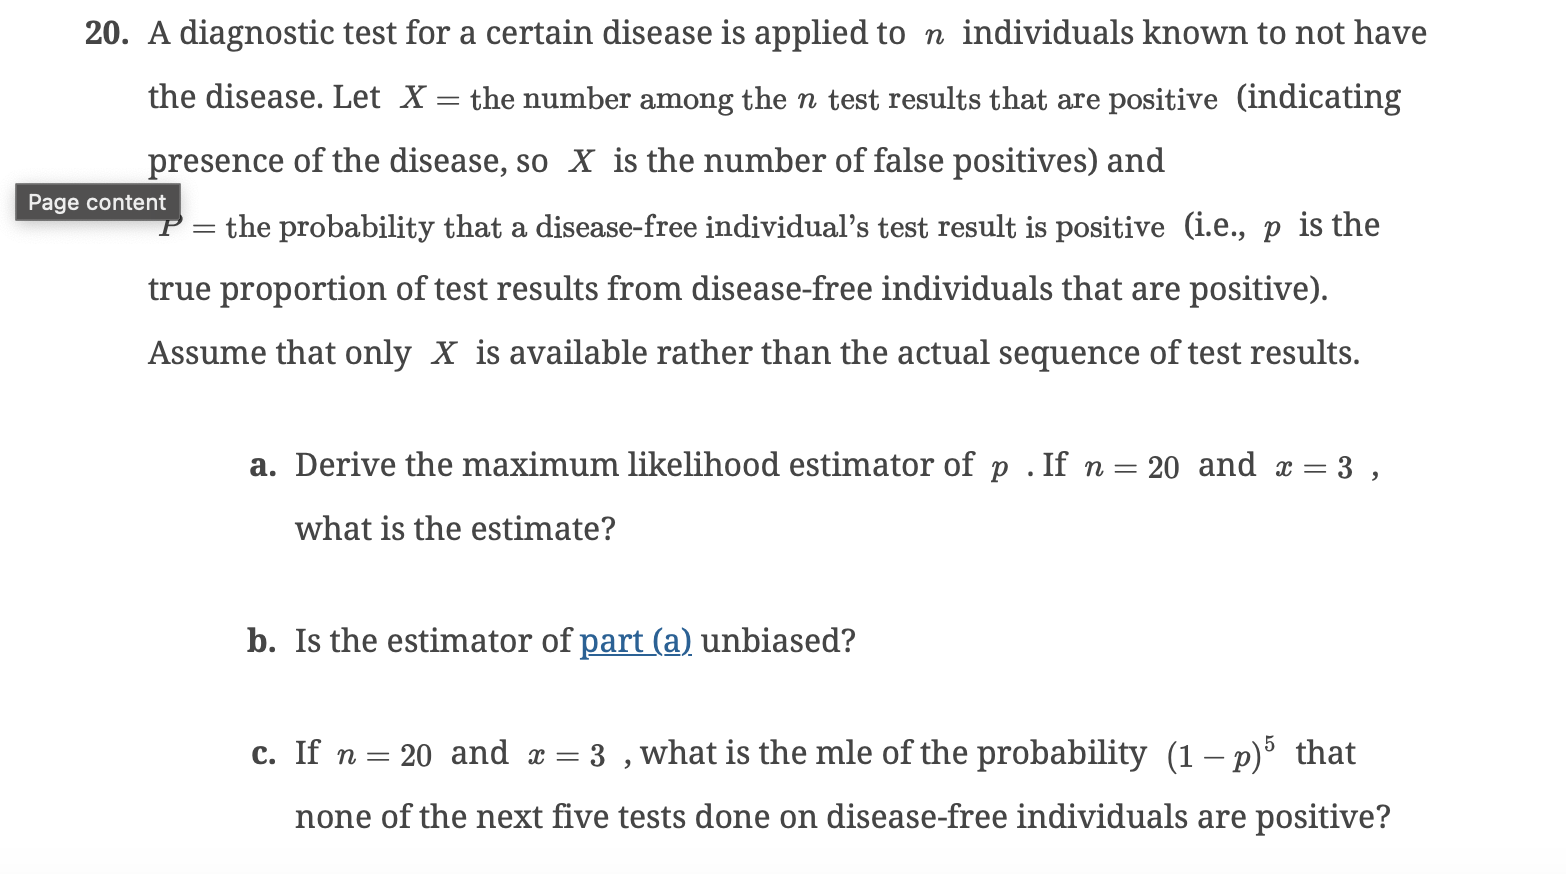 20. A diagnostic test for a certain disease is applied to n individuals known to not have
the disease. Let X = the number among the n test results that are positive (indicating
presence of the disease, so X is the number of false positives) and
Page content
P = the probability that a disease-free individual's test result is positive (i.e., p is the
true proportion of test results from disease-free individuals that are positive).
Assume that only X is available rather than the actual sequence of test results.
a. Derive the maximum likelihood estimator of p . If n = 20 and x = 3 ,
what is the estimate?
b. Is the estimator of part (a) unbiased?
c. If n = 20 and x = 3 , what is the mle of the probability (1 – p)⁵ that
none of the next five tests done on disease-free individuals are positive?